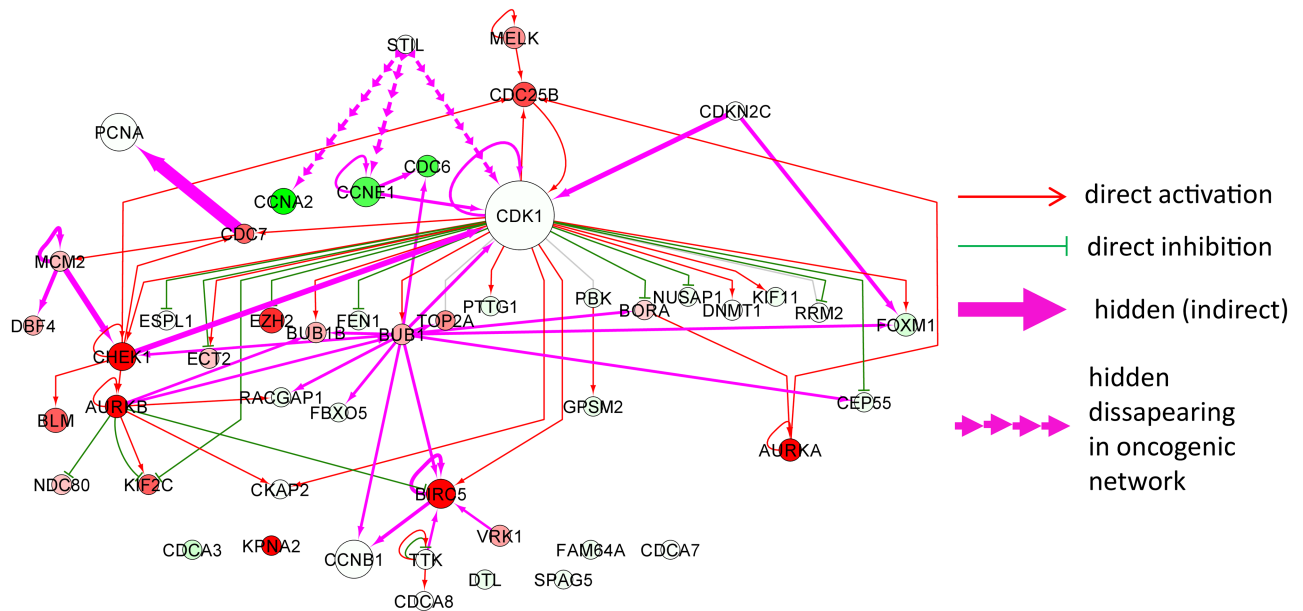 STIL
MELK
CDC25B
CDKN2C
PCNA
CDC6
CCNE1
CCNA2
CDK1
CDC7
MCM2
DBF4
ESPL1
EZH2
BUB1B
FEN1
BUB1
TOP2A
PTTG1
PBK
BORA
NUSAP1
DNMT1
KIF11
RRM2
FOXM1
CHEK1
ECT2
BLM
AURKB
RACGAP1
FBXO5
GPSM2
CEP55
AURKA
NDC80
KIF2C
CKAP2
BIRC5
VRK1
CDCA3
KPNA2
CCNB1
TTK
FAM64A
CDCA7
DTL
SPAG5
CDCA8
direct activation
direct inhibition
hidden (indirect)
hidden
dissapearing
in oncogenic
network